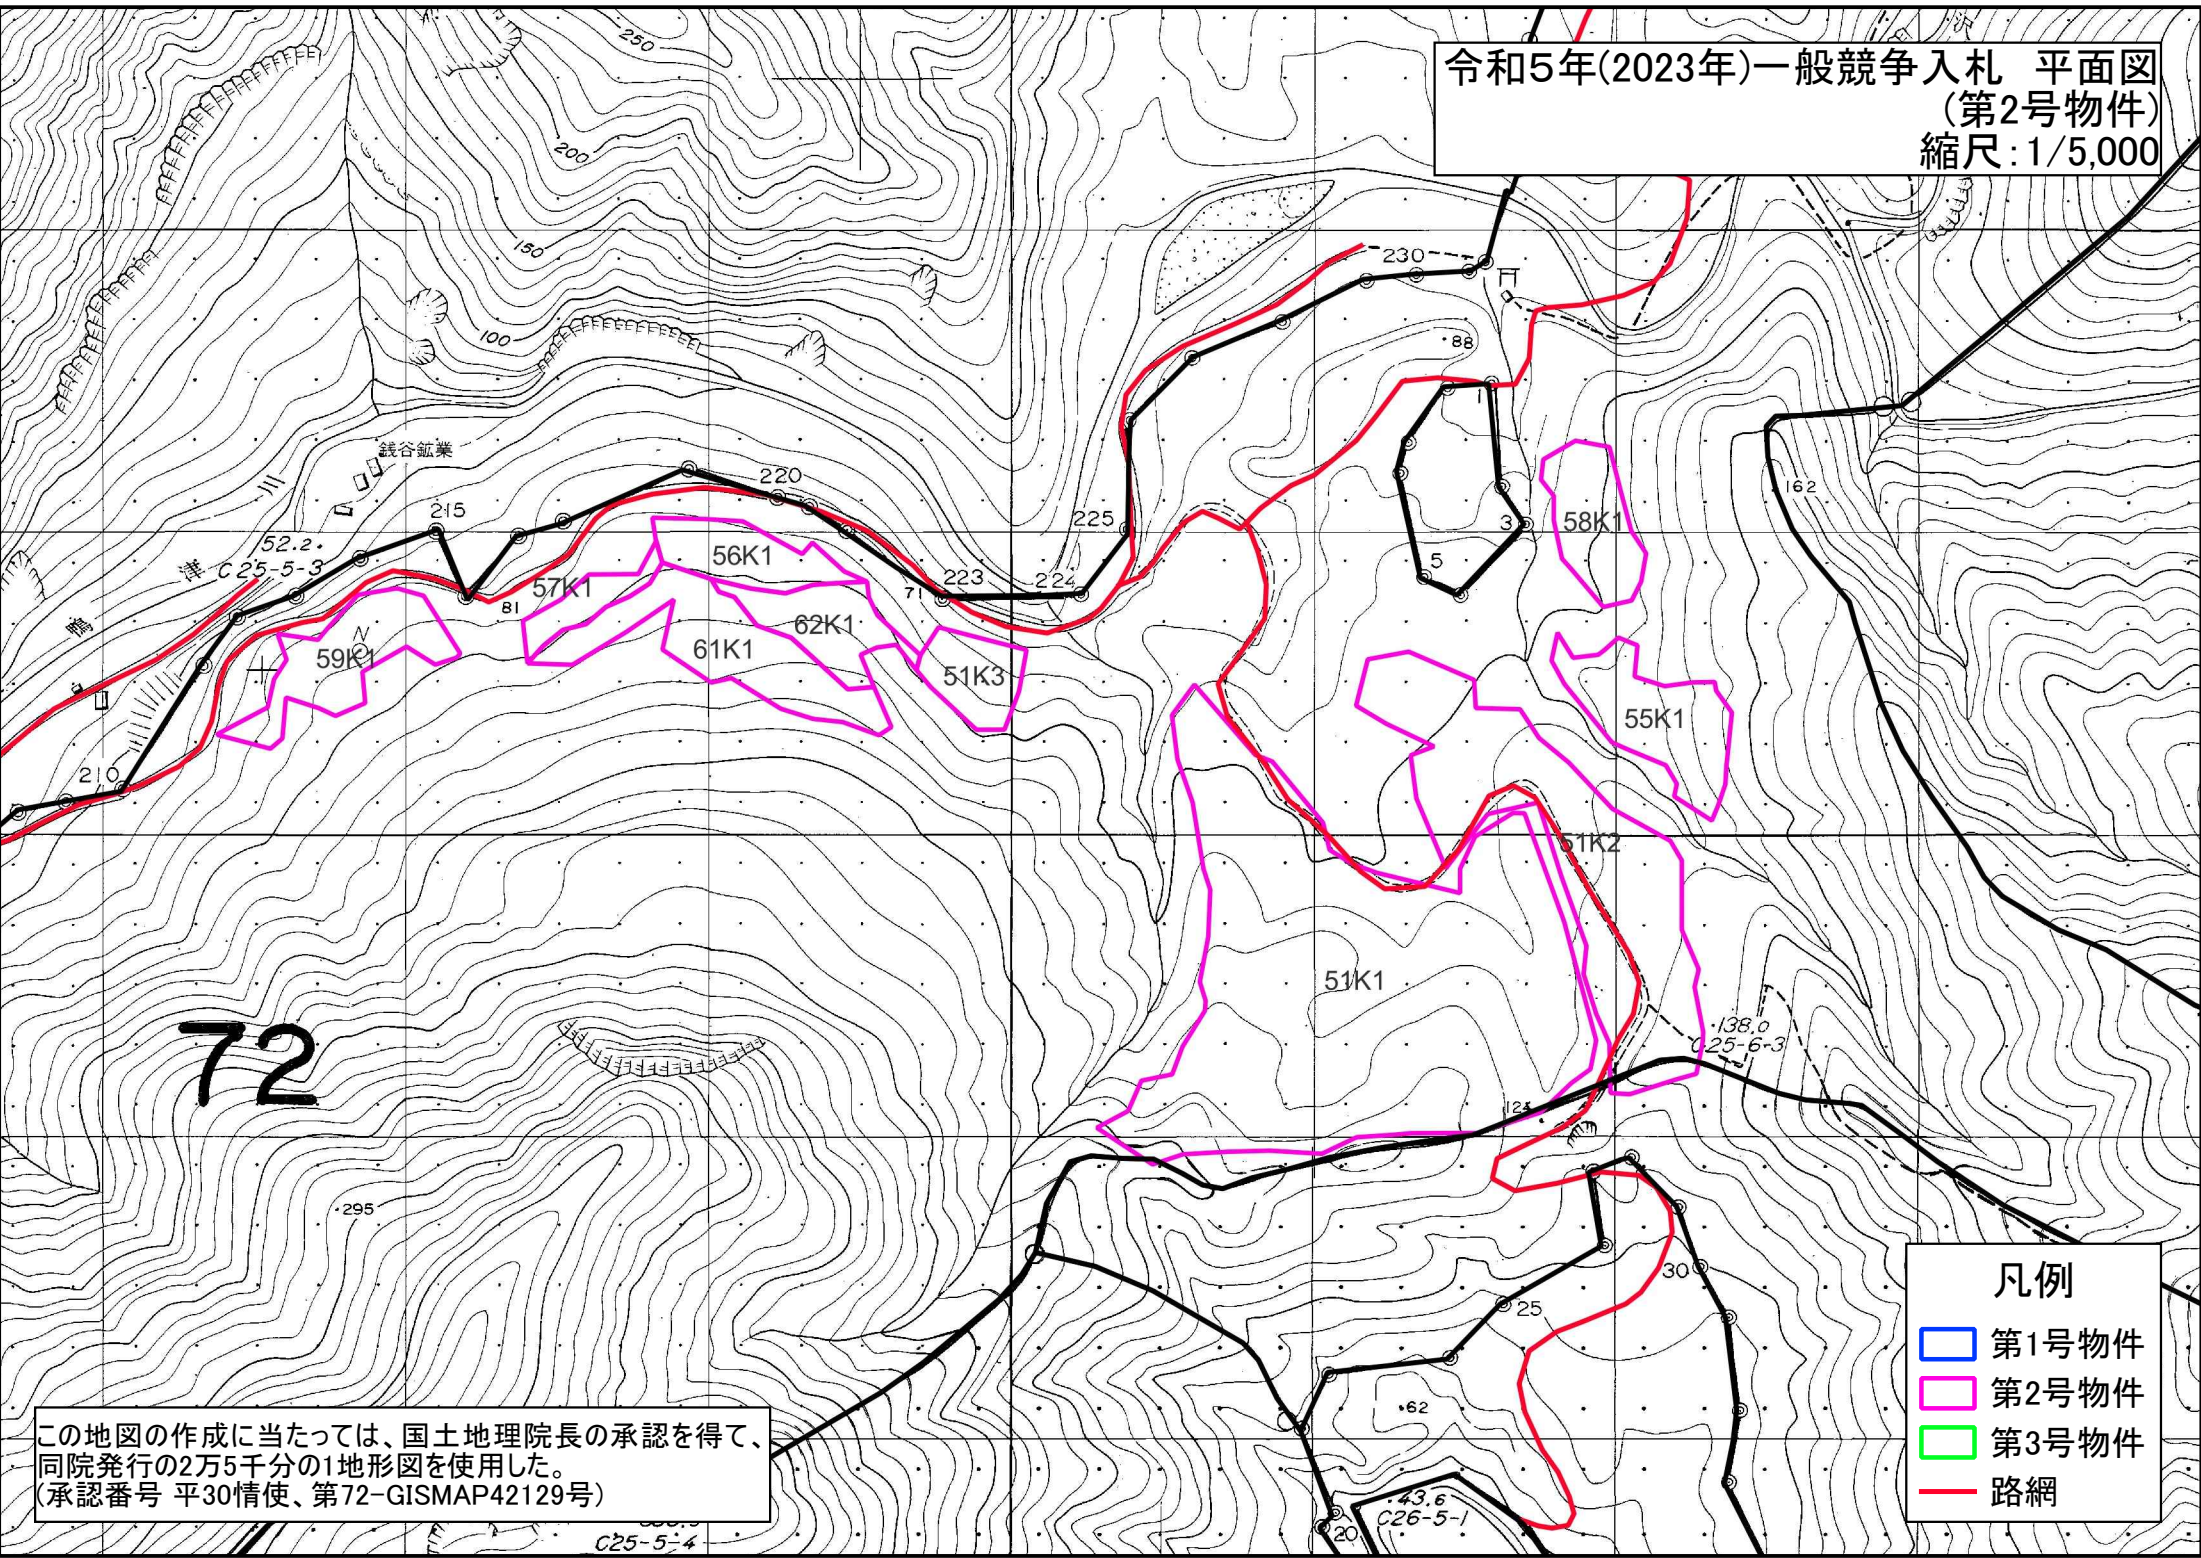 令和5年(2023年)一般競争入札 平面図
(第2号物件)
縮尺:1/5,000
250
200
150
100
230
88
1
3
5
162
銭谷鉱業
川
津
鴨
52.2
C25-5-3
215
220
225
223
224
71
81
210
58K1
56K1
57K1
62K1
61K1
59K1
51K3
55K1
51K2
51K1
72
138.0
C25-6-3
295
30
25
62
43.6
C26-5-1
20
C25-5-4
凡例
第1号物件
第2号物件
第3号物件
路網
この地図の作成に当たっては、国土地理院長の承認を得て、
同院発行の2万5千分の1地形図を使用した。
(承認番号 平30情使、第72-GISMAP42129号)